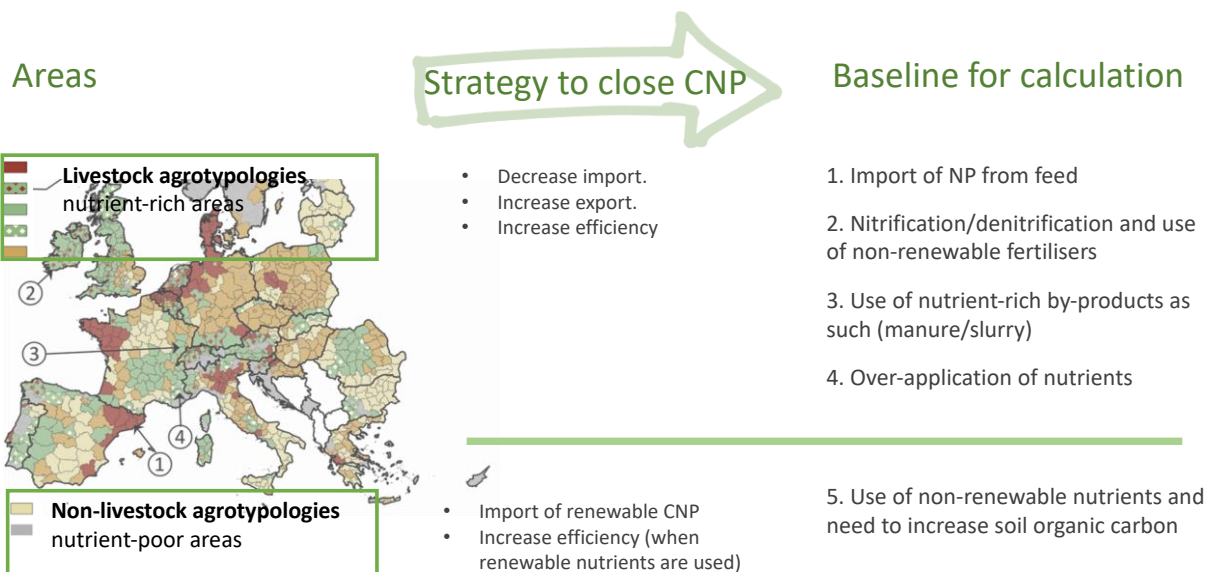 Areas
Strategy to close CNP
Baseline for calculation
Livestock agrotypologies
nutrient-rich areas
• Decrease import.
• Increase export.
• Increase efficiency
1. Import of NP from feed
2. Nitrification/denitrification and use
of non-renewable fertilisers
3. Use of nutrient-rich by-products as
such (manure/slurry)
4. Over-application of nutrients
2
3
4
1
Non-livestock agrotypologies
nutrient-poor areas
• Import of renewable CNP
• Increase efficiency (when
renewable nutrients are used)
5. Use of non-renewable nutrients and
need to increase soil organic carbon